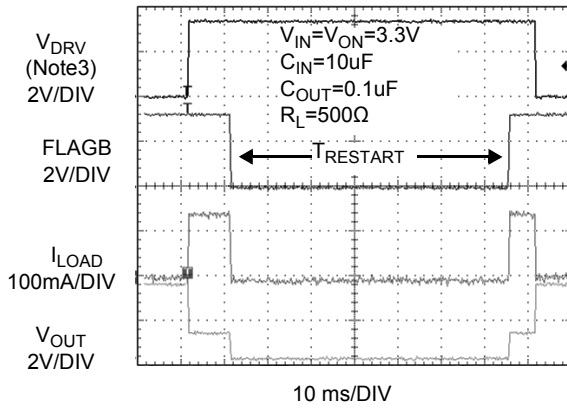 V_DRV
(Note3)
2V/DIV
V_IN=V_ON=3.3V
C_IN=10uF
C_OUT=0.1uF
R_L=500Ω
T
T
FLAGB
2V/DIV
T_RESTART
I_LOAD
100mA/DIV
V_OUT
2V/DIV
10 ms/DIV